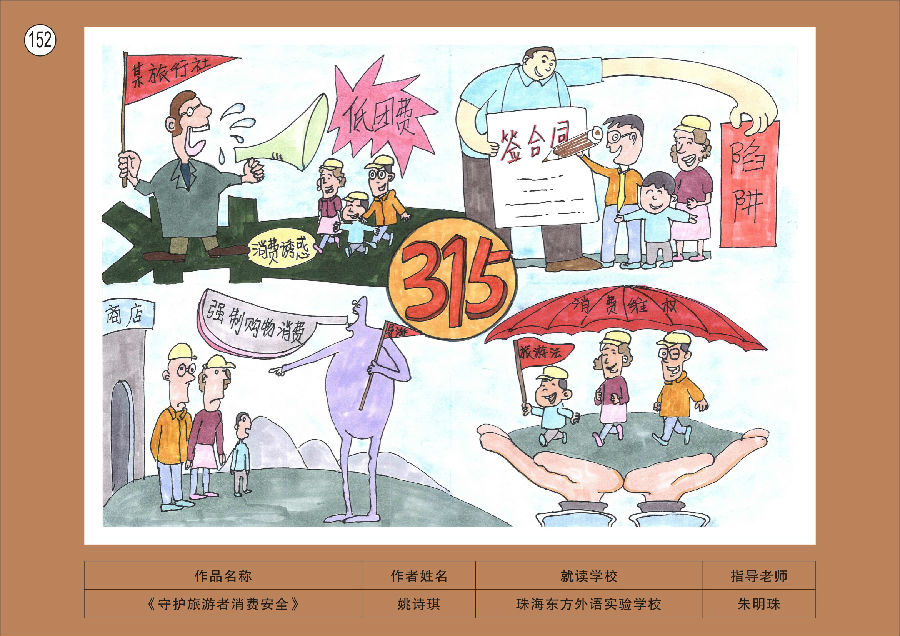 152
某旅行社
低团费
消费诱惑
签合同
陷阱
315
商店
强制购物消费
导游
消费维权
旅游法
作品名称 作者姓名 就读学校 指导老师
《守护旅游者消费安全》 姚诗琪 珠海东方外语实验学校 朱明珠